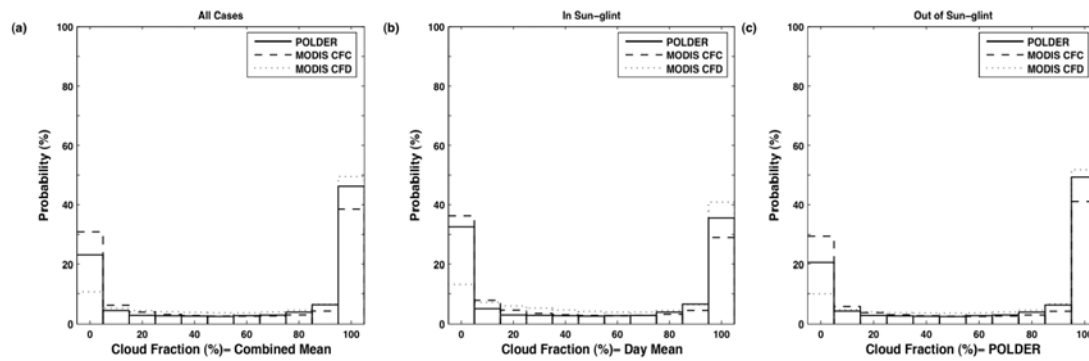 All Cases
(a)
100
80
60
40
20
0
Probability (%)
POLDER
MODIS CFC
MODIS CFD
0 20 40 60 80 100
Cloud Fraction (%)– Combined Mean
In Sun-glint
(b)
100
80
60
40
20
0
Probability (%)
POLDER
MODIS CFC
MODIS CFD
0 20 40 60 80 100
Cloud Fraction (%)– Day Mean
Out of Sun-glint
(c)
100
80
60
40
20
0
Probability (%)
POLDER
MODIS CFC
MODIS CFD
0 20 40 60 80 100
Cloud Fraction (%)– POLDER